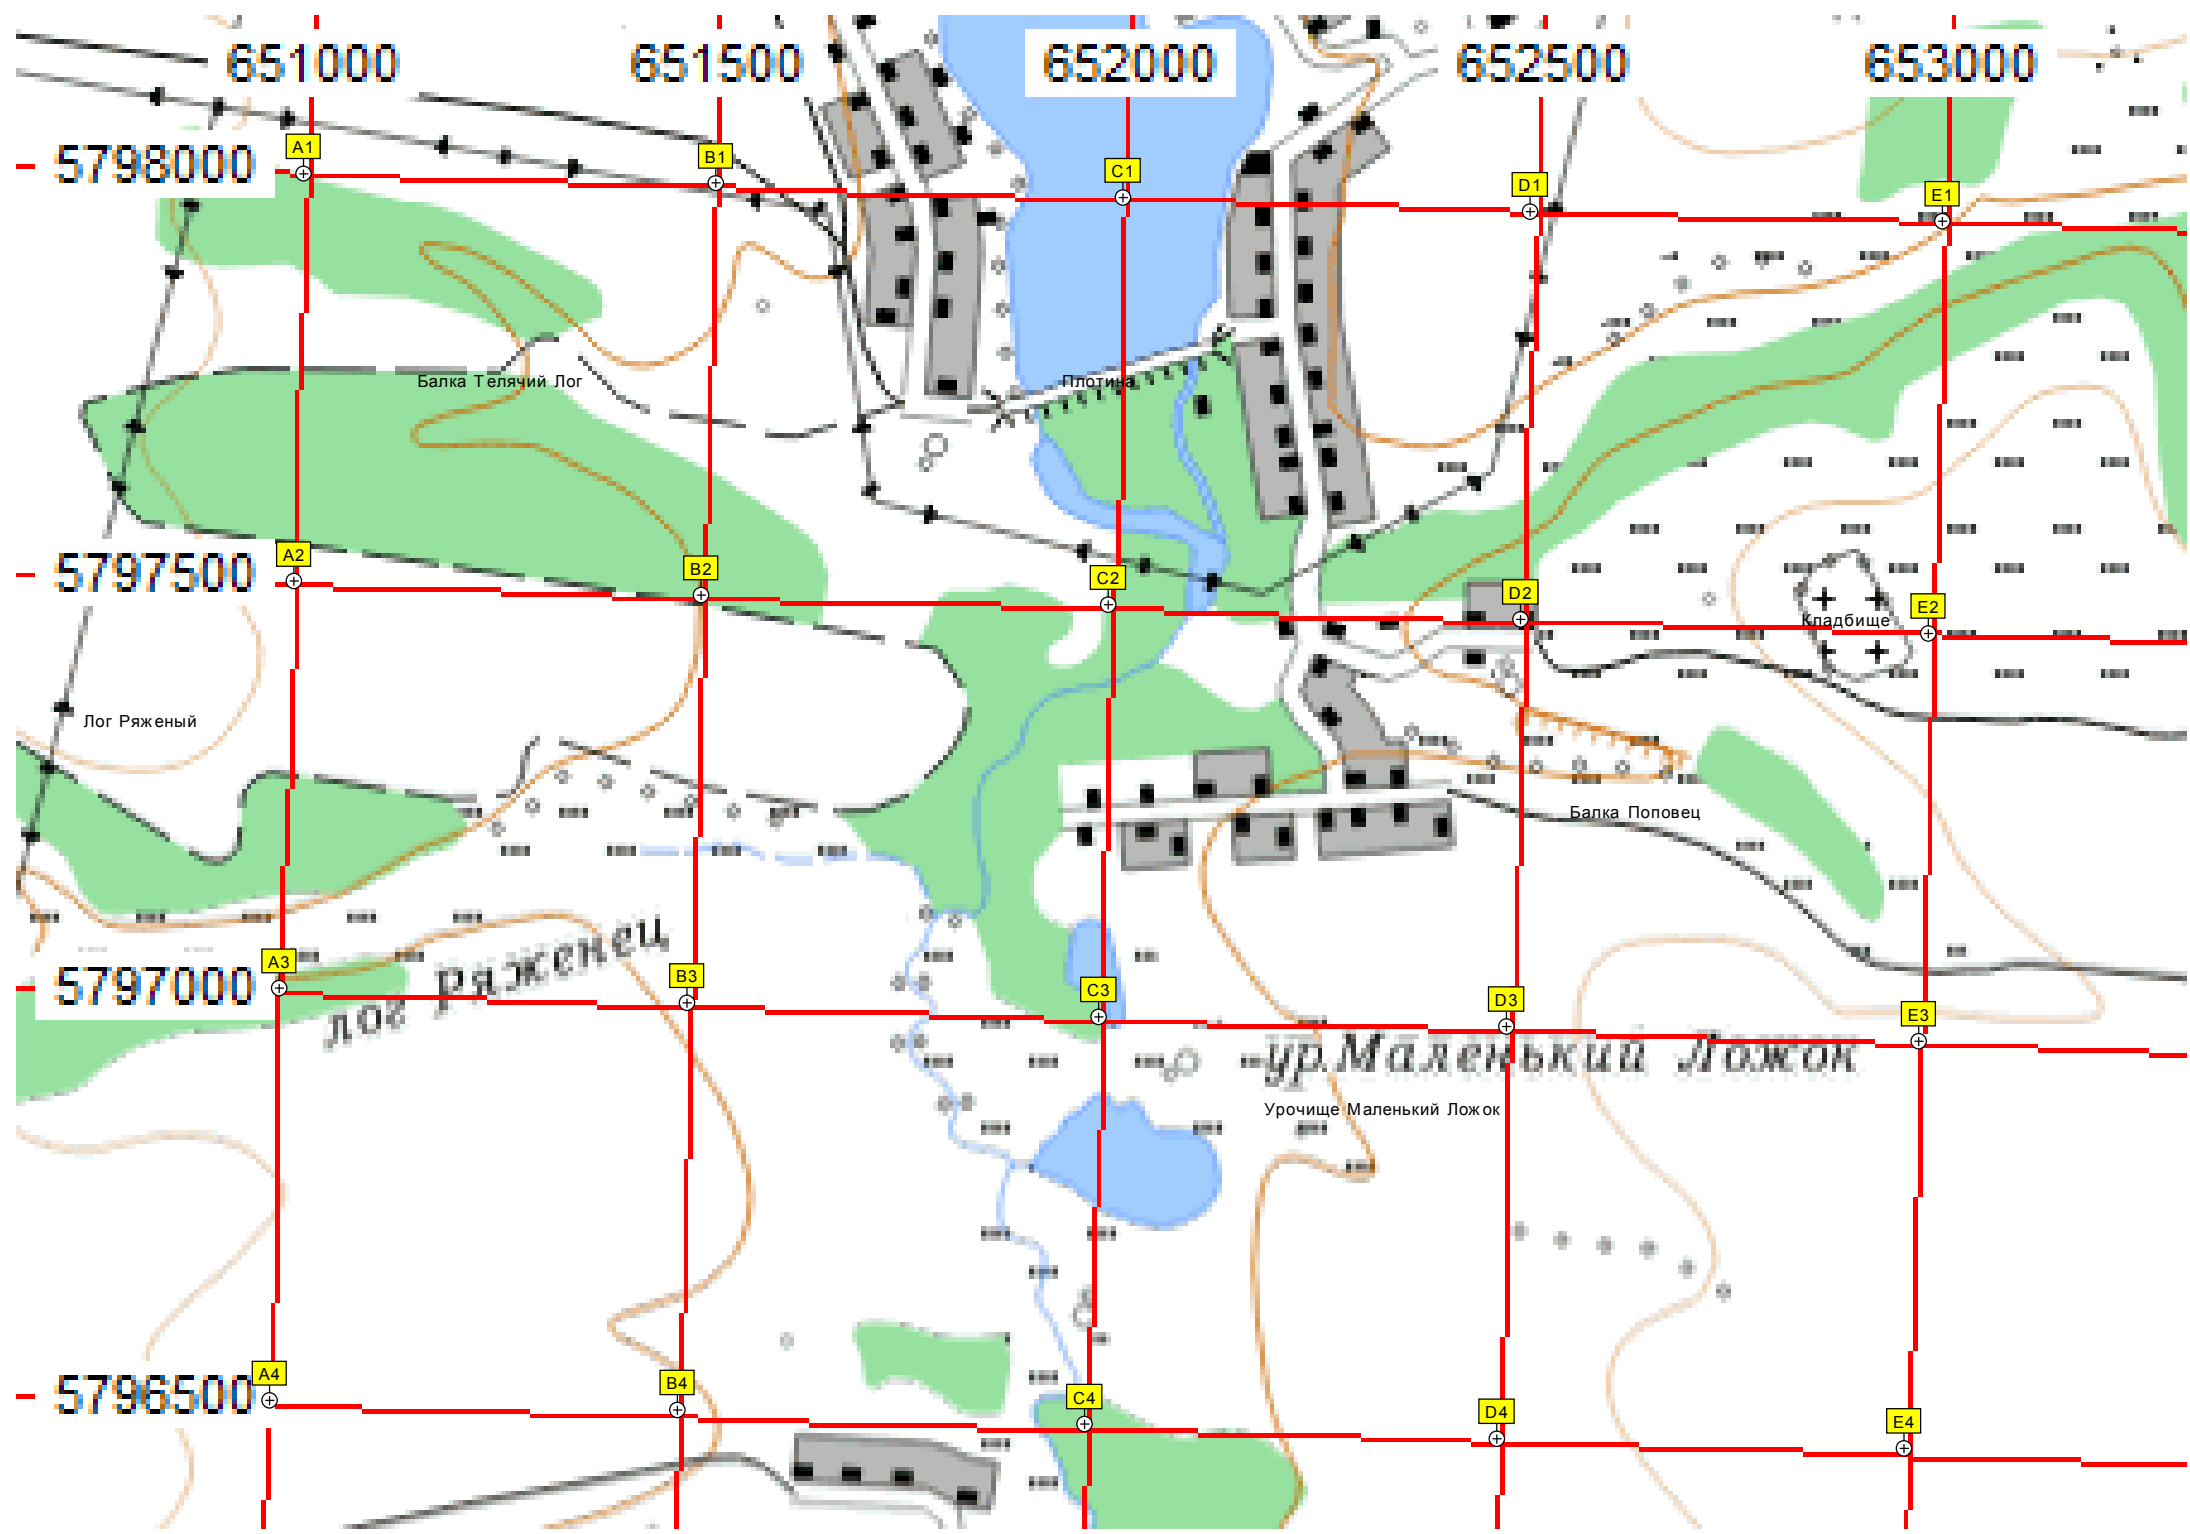 651000 651500 652000 652500 653000
5798000 A1 B1 C1 D1 E1
Балка Телячий Лог Плотина
5797500 A2 B2 C2 D2 E2
Кладбище
Лог Ряженый
Балка Поповец
лог Ряженец
5797000 A3 B3 C3 D3 E3
ур.Маленький Ложок
Урочище Маленький Ложок
5796500 A4 B4 C4 D4 E4